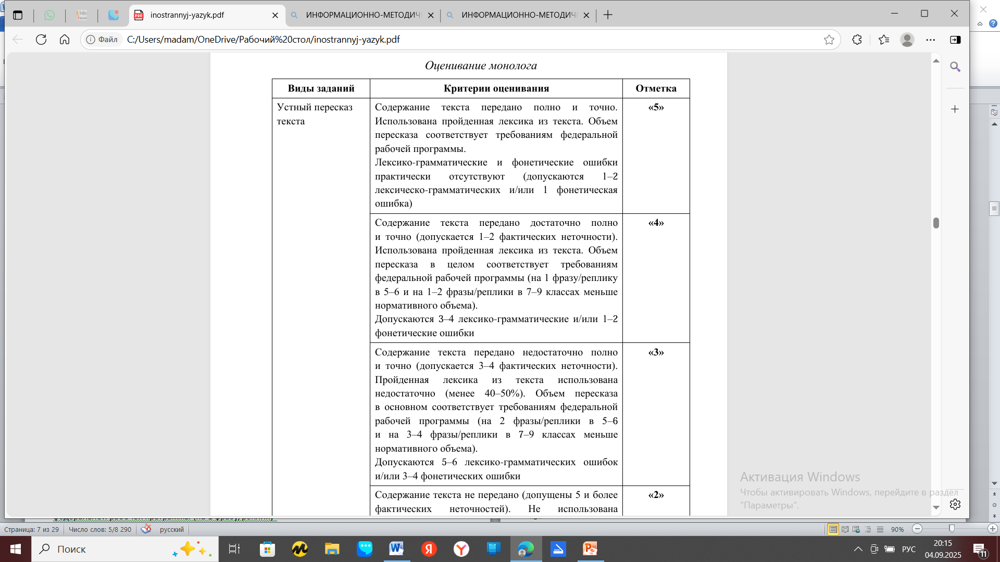 inostrannyj-yazyk.pdf
ИНФОРМАЦИОННО-МЕТОДИЧ
ИНФОРМАЦИОННО-МЕТОДИЧ
Файл
C:/Users/madam/OneDrive/Рабочий%20стол/inostrannyj-yazyk.pdf
Оценивание монолога
Виды заданий
Критерии оценивания
Отметка
Устный пересказ
текста
Содержание текста передано полно и точно.
Использована пройденная лексика из текста. Объем
пересказа соответствует требованиям федеральной
рабочей программы.
Лексико-грамматические и фонетические ошибки
практически отсутствуют (допускаются 1–2
лексическо-грамматических и/или 1 фонетическая
ошибка)
«5»
Содержание текста передано достаточно полно
и точно (допускается 1–2 фактических неточности).
Использована пройденная лексика из текста. Объем
пересказа в целом соответствует требованиям
федеральной рабочей программы (на 1 фразу/реплику
в 5–6 и на 1–2 фразы/реплики в 7–9 классах меньше
нормативного объема).
Допускаются 3–4 лексико-грамматические и/или 1–2
фонетические ошибки
«4»
Содержание текста передано недостаточно полно
и точно (допускается 3–4 фактических неточности).
Пройденная лексика из текста использована
недостаточно (менее 40–50%). Объем пересказа
в основном соответствует требованиям федеральной
рабочей программы (на 2 фразы/реплики в 5–6
и на 3–4 фразы/реплики в 7–9 классах меньше
нормативного объема).
Допускаются 5–6 лексико-грамматических ошибок
и/или 3–4 фонетических ошибки
«3»
Содержание текста не передано (допущены 5 и более
фактических неточностей). Не использована
«2»
Активация Windows
Чтобы активировать Windows, перейдите в раздел
"Параметры".
Страница: 7 из 29
Число слов: 5/8 290
русский
90%
Поиск
РУС
20:15
04.09.2025
11